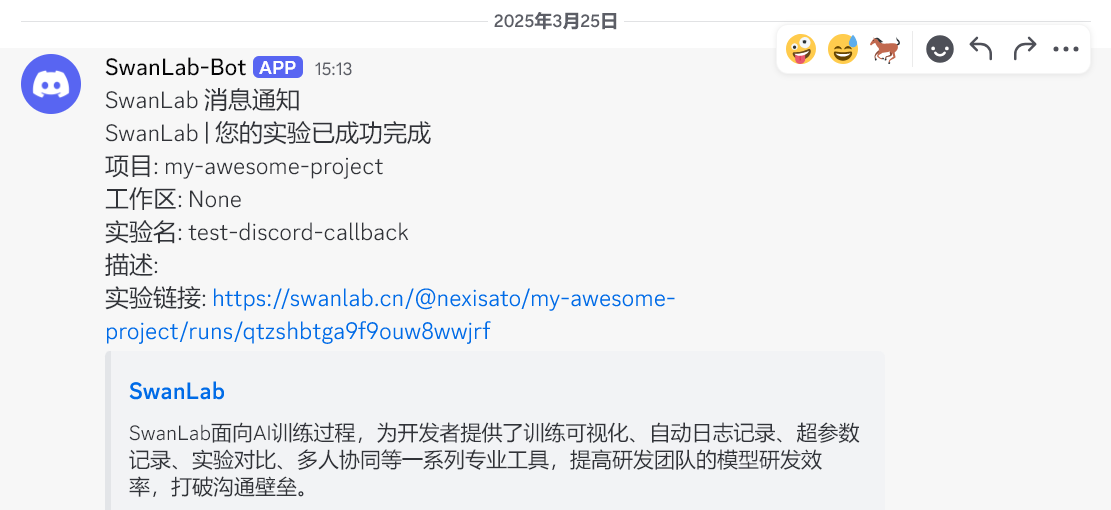 2025年3月25日
SwanLab-Bot APP 15:13
SwanLab 消息通知
SwanLab | 您的实验已成功完成
项目: my-awesome-project
工作区: None
实验名: test-discord-callback
描述:
实验链接: https://swanlab.cn/@nexisato/my-awesome-
project/runs/qtzshbtga9f9ouw8wwjrf
SwanLab
SwanLab面向AI训练过程，为开发者提供了训练可视化、自动日志记录、超参数
记录、实验对比、多人协同等一系列专业工具，提高研发团队的模型研发效
率，打破沟通壁垒。